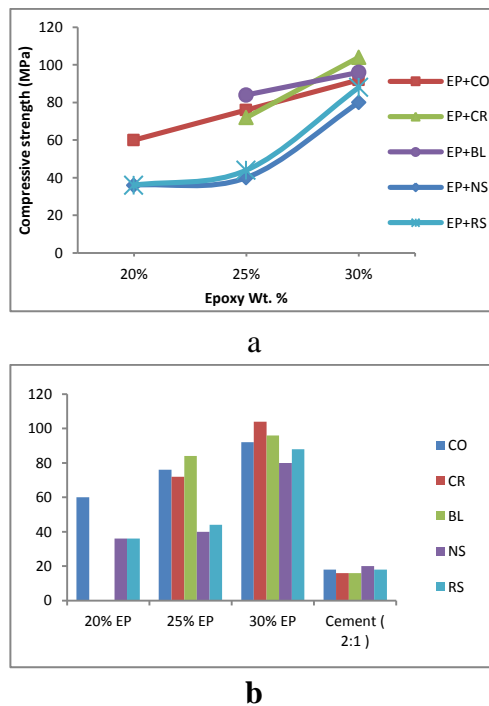 Compressive strength (MPa)
120
100
80
60
40
20
0
20%
25%
30%
Epoxy Wt. %
EP+CO
EP+CR
EP+BL
EP+NS
EP+RS
a
120
100
80
60
40
20
0
20% EP
25% EP
30% EP
Cement (
2:1 )
CO
CR
BL
NS
RS
b